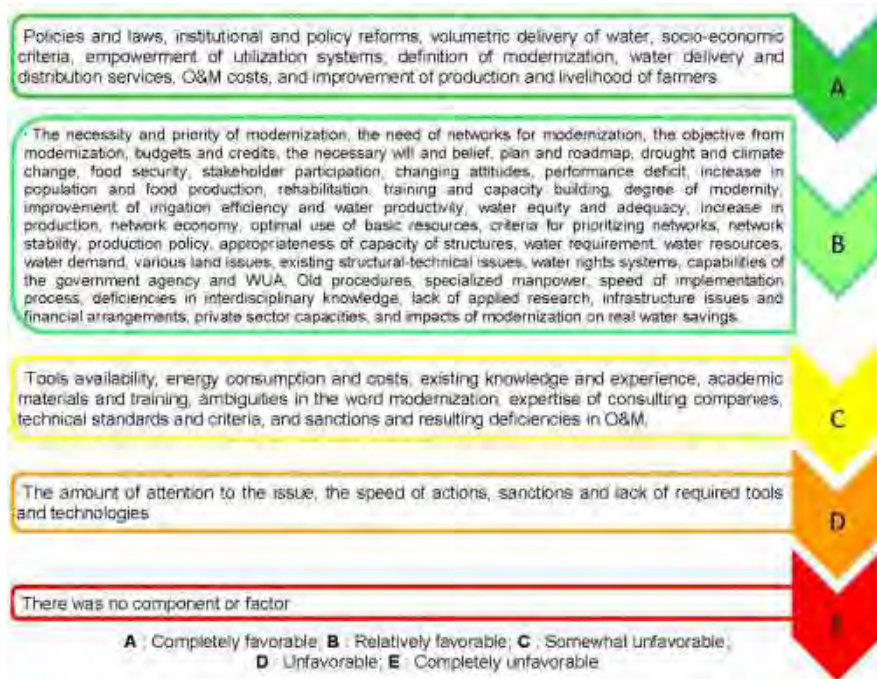 Policies and laws, institutional and policy reforms, volumetric delivery of water, socio-economic
criteria, empowerment of utilization systems, definition of modernization, water delivery and
distribution services, O&M costs, and improvement of production and livelihood of farmers
A
The necessity and priority of modernization, the need of networks for modernization, the objective from
modernization, budgets and credits, the necessary will and belief, plan and roadmap, drought and climate
change, food security, stakeholder participation, changing attitudes, performance deficit, increase in
population and food production, rehabilitation, training and capacity building, degree of modernity,
improvement of irrigation efficiency and water productivity, water equity and adequacy, increase in
production, network economy, optimal use of basic resources, criteria for prioritizing networks, network
stability, production policy, appropriateness of capacity of structures, water requirement, water resources,
water demand, various land issues, existing structural-technical issues, water rights systems, capabilities
of the government agency and WUA, Old procedures, specialized manpower, speed of implementation
process, deficiencies in interdisciplinary knowledge, lack of applied research, infrastructure issues and
financial arrangements, private sector capacities, and impacts of modernization on real water savings.
B
Tools availability, energy consumption and costs, existing knowledge and experience, academic
materials and training, ambiguities in the word modernization, expertise of consulting companies,
technical standards and criteria, and sanctions and resulting deficiencies in O&M.
C
The amount of attention to the issue, the speed of actions, sanctions and lack of required tools
and technologies
D
There was no component or factor
E
A : Completely favorable; B : Relatively favorable; C : Somewhat unfavorable;
D : Unfavorable; E : Completely unfavorable